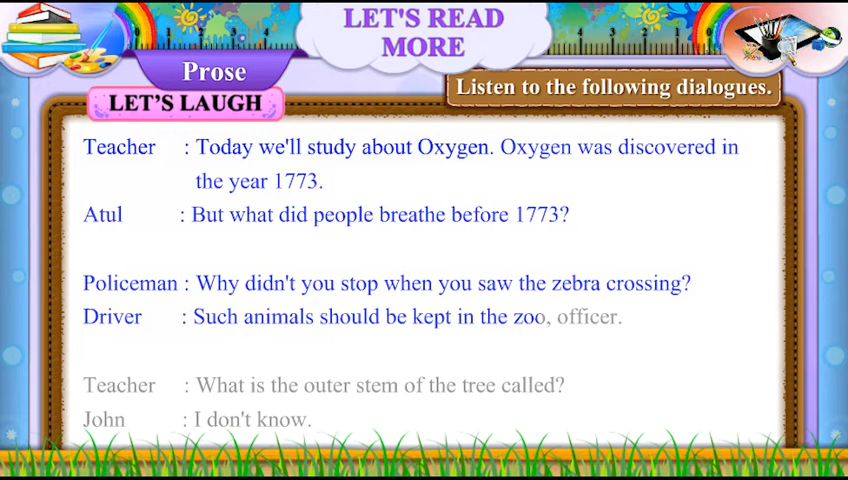 LET'S READ
MORE
Prose
LET'S LAUGH
Listen to the following dialogues.
Teacher : Today we'll study about Oxygen. Oxygen was discovered in
the year 1773.
Atul : But what did people breathe before 1773?
Policeman : Why didn't you stop when you saw the zebra crossing?
Driver : Such animals should be kept in the zoo, officer.
Teacher : What is the outer stem of the tree called?
John : I don't know.